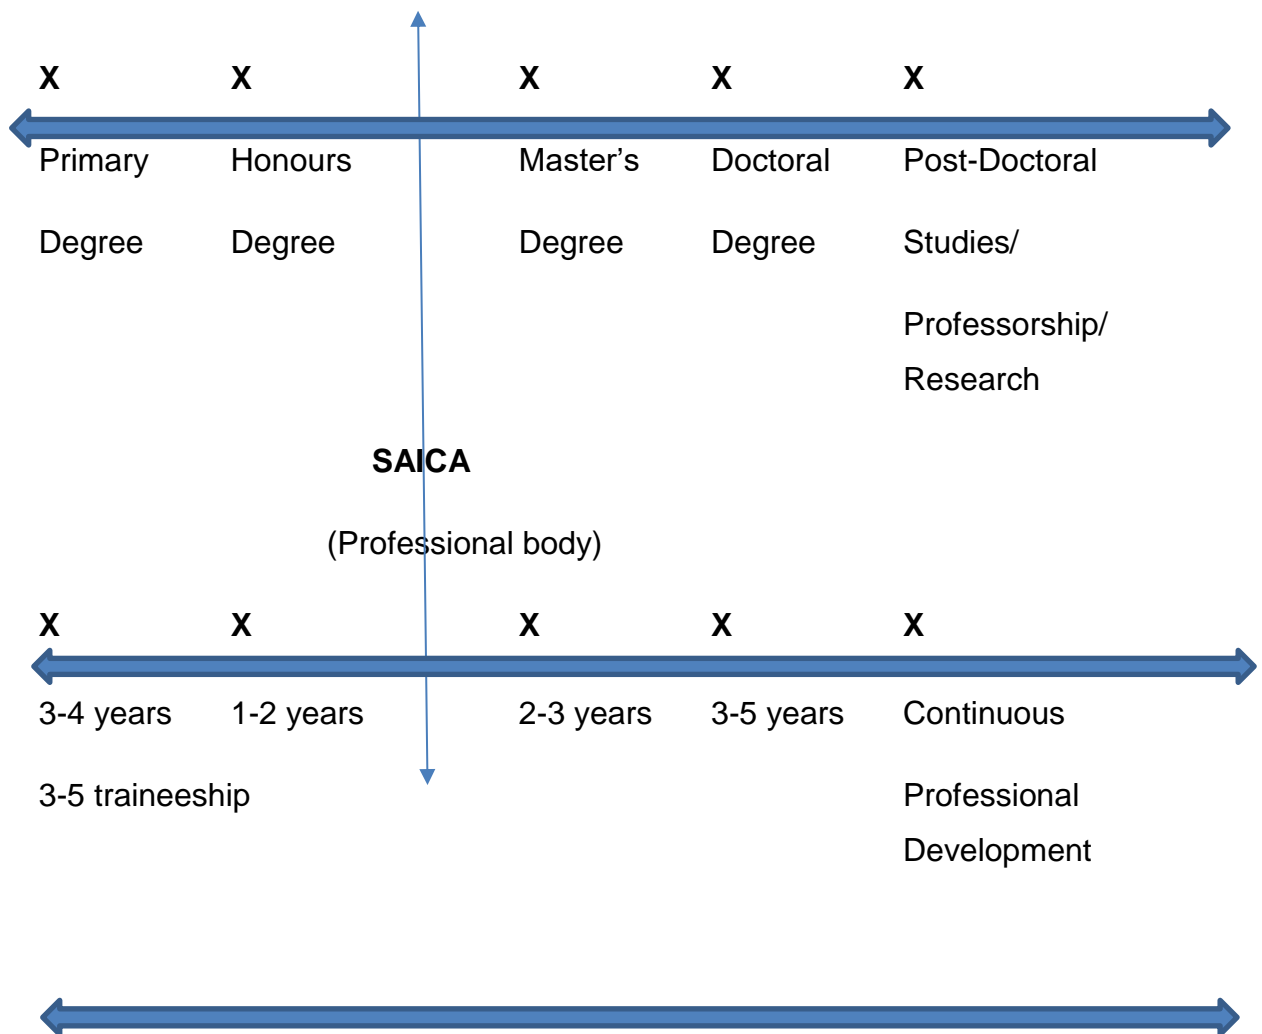 X X X X X
Primary Honours Master's Doctoral Post-Doctoral
Degree Degree Degree Degree Studies/
Professorship/
Research
SAICA
(Professional body)
X X X X X
3-4 years 1-2 years 2-3 years 3-5 years Continuous
3-5 traineeship Professional
Development